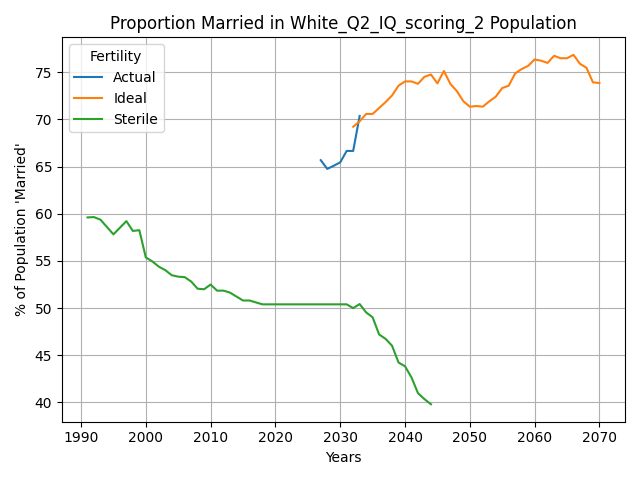 Proportion Married in White_Q2_IQ_scoring_2 Population
Fertility
Actual
Ideal
Sterile
% of Population 'Married'
75
70
65
60
55
50
45
40
1990 2000 2010 2020 2030 2040 2050 2060 2070
Years